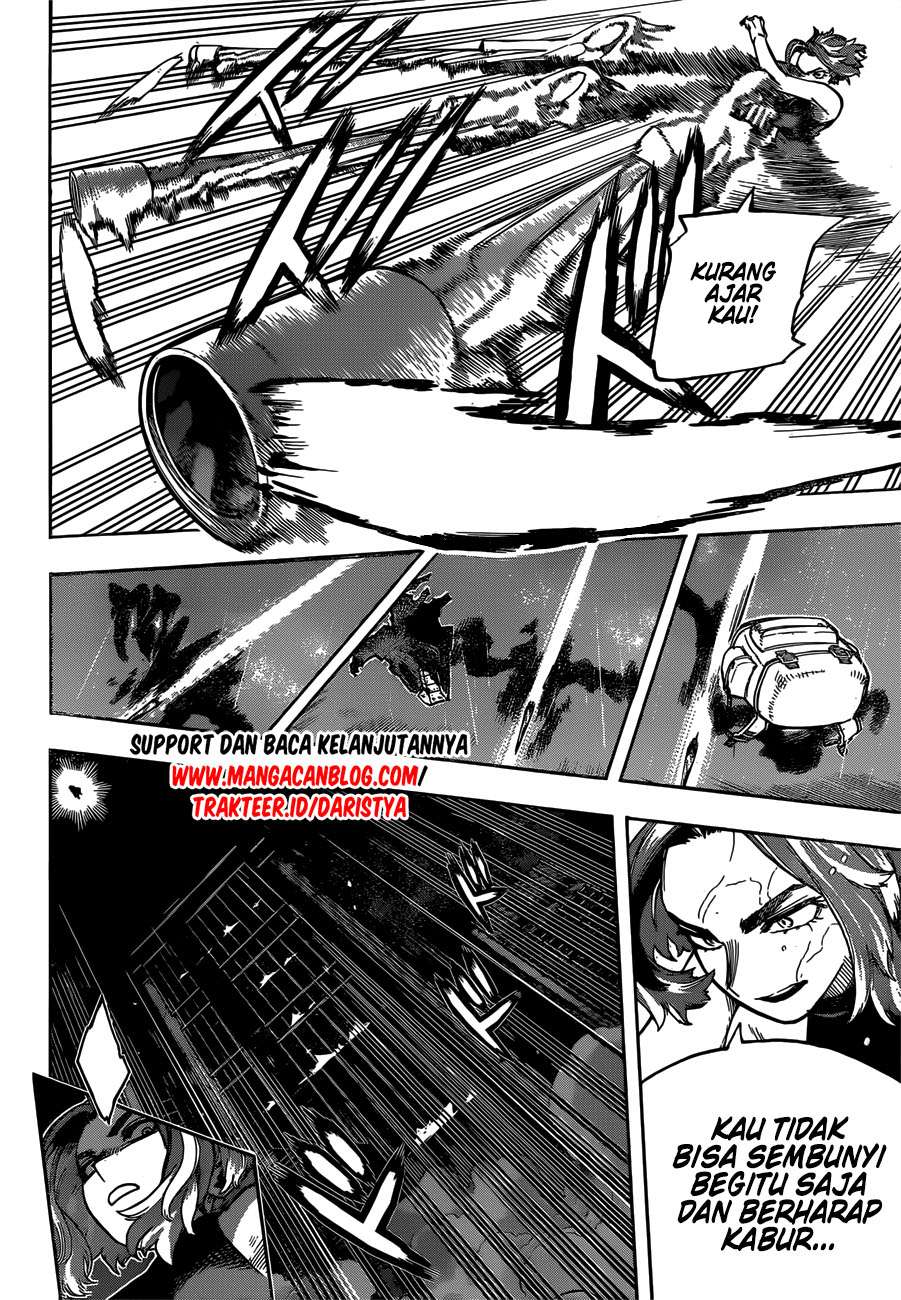 KURANG
AJAR
KAU!
SUPPORT DAN BACA KELANJUTANNYA
WWW.MANGACANBLOG.COM/
TRAKTEER.ID/DARISTYA
KAU TIDAK
BISA SEMBUNYI
BEGITU SAJA
DAN BERHARAP
KABUR...